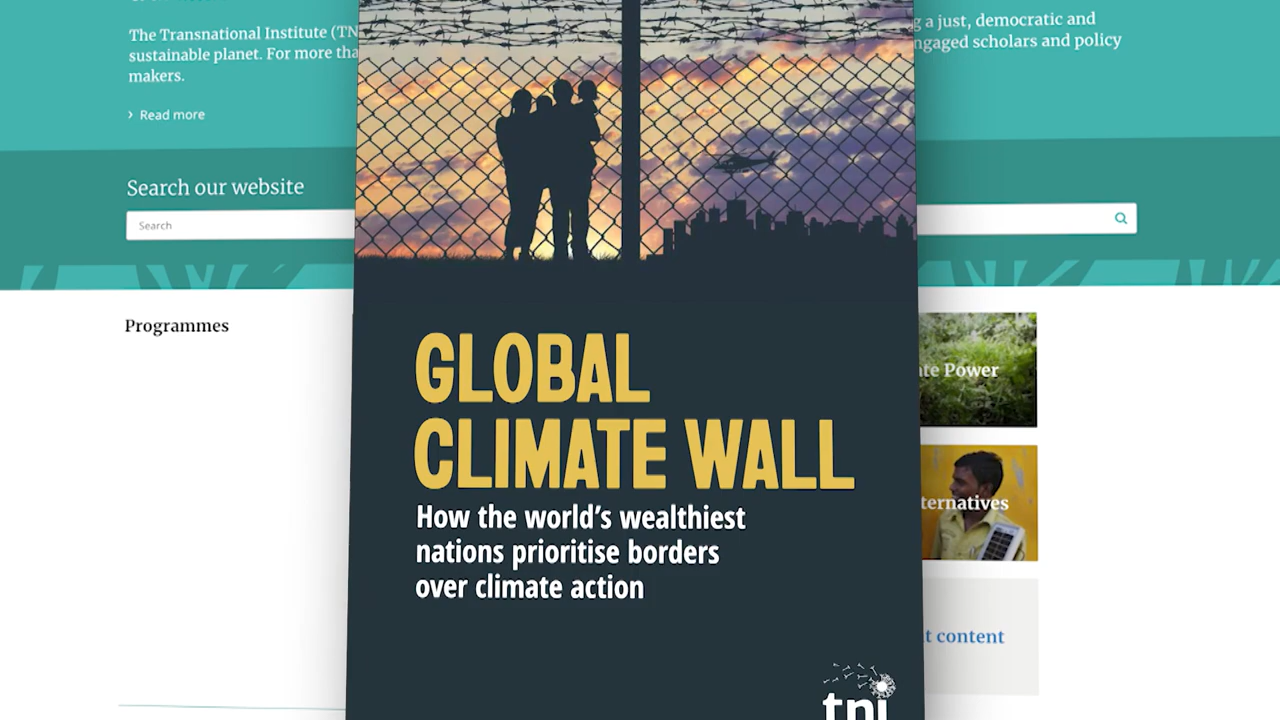 The Transnational Institute (TN
sustainable planet. For more tha
makers.
g a just, democratic and
ngaged scholars and policy
Read more
Search our website
Search
Programmes
GLOBAL
CLIMATE WALL
How the world's wealthiest
nations prioritise borders
over climate action
te Power
ternatives
t content
tni